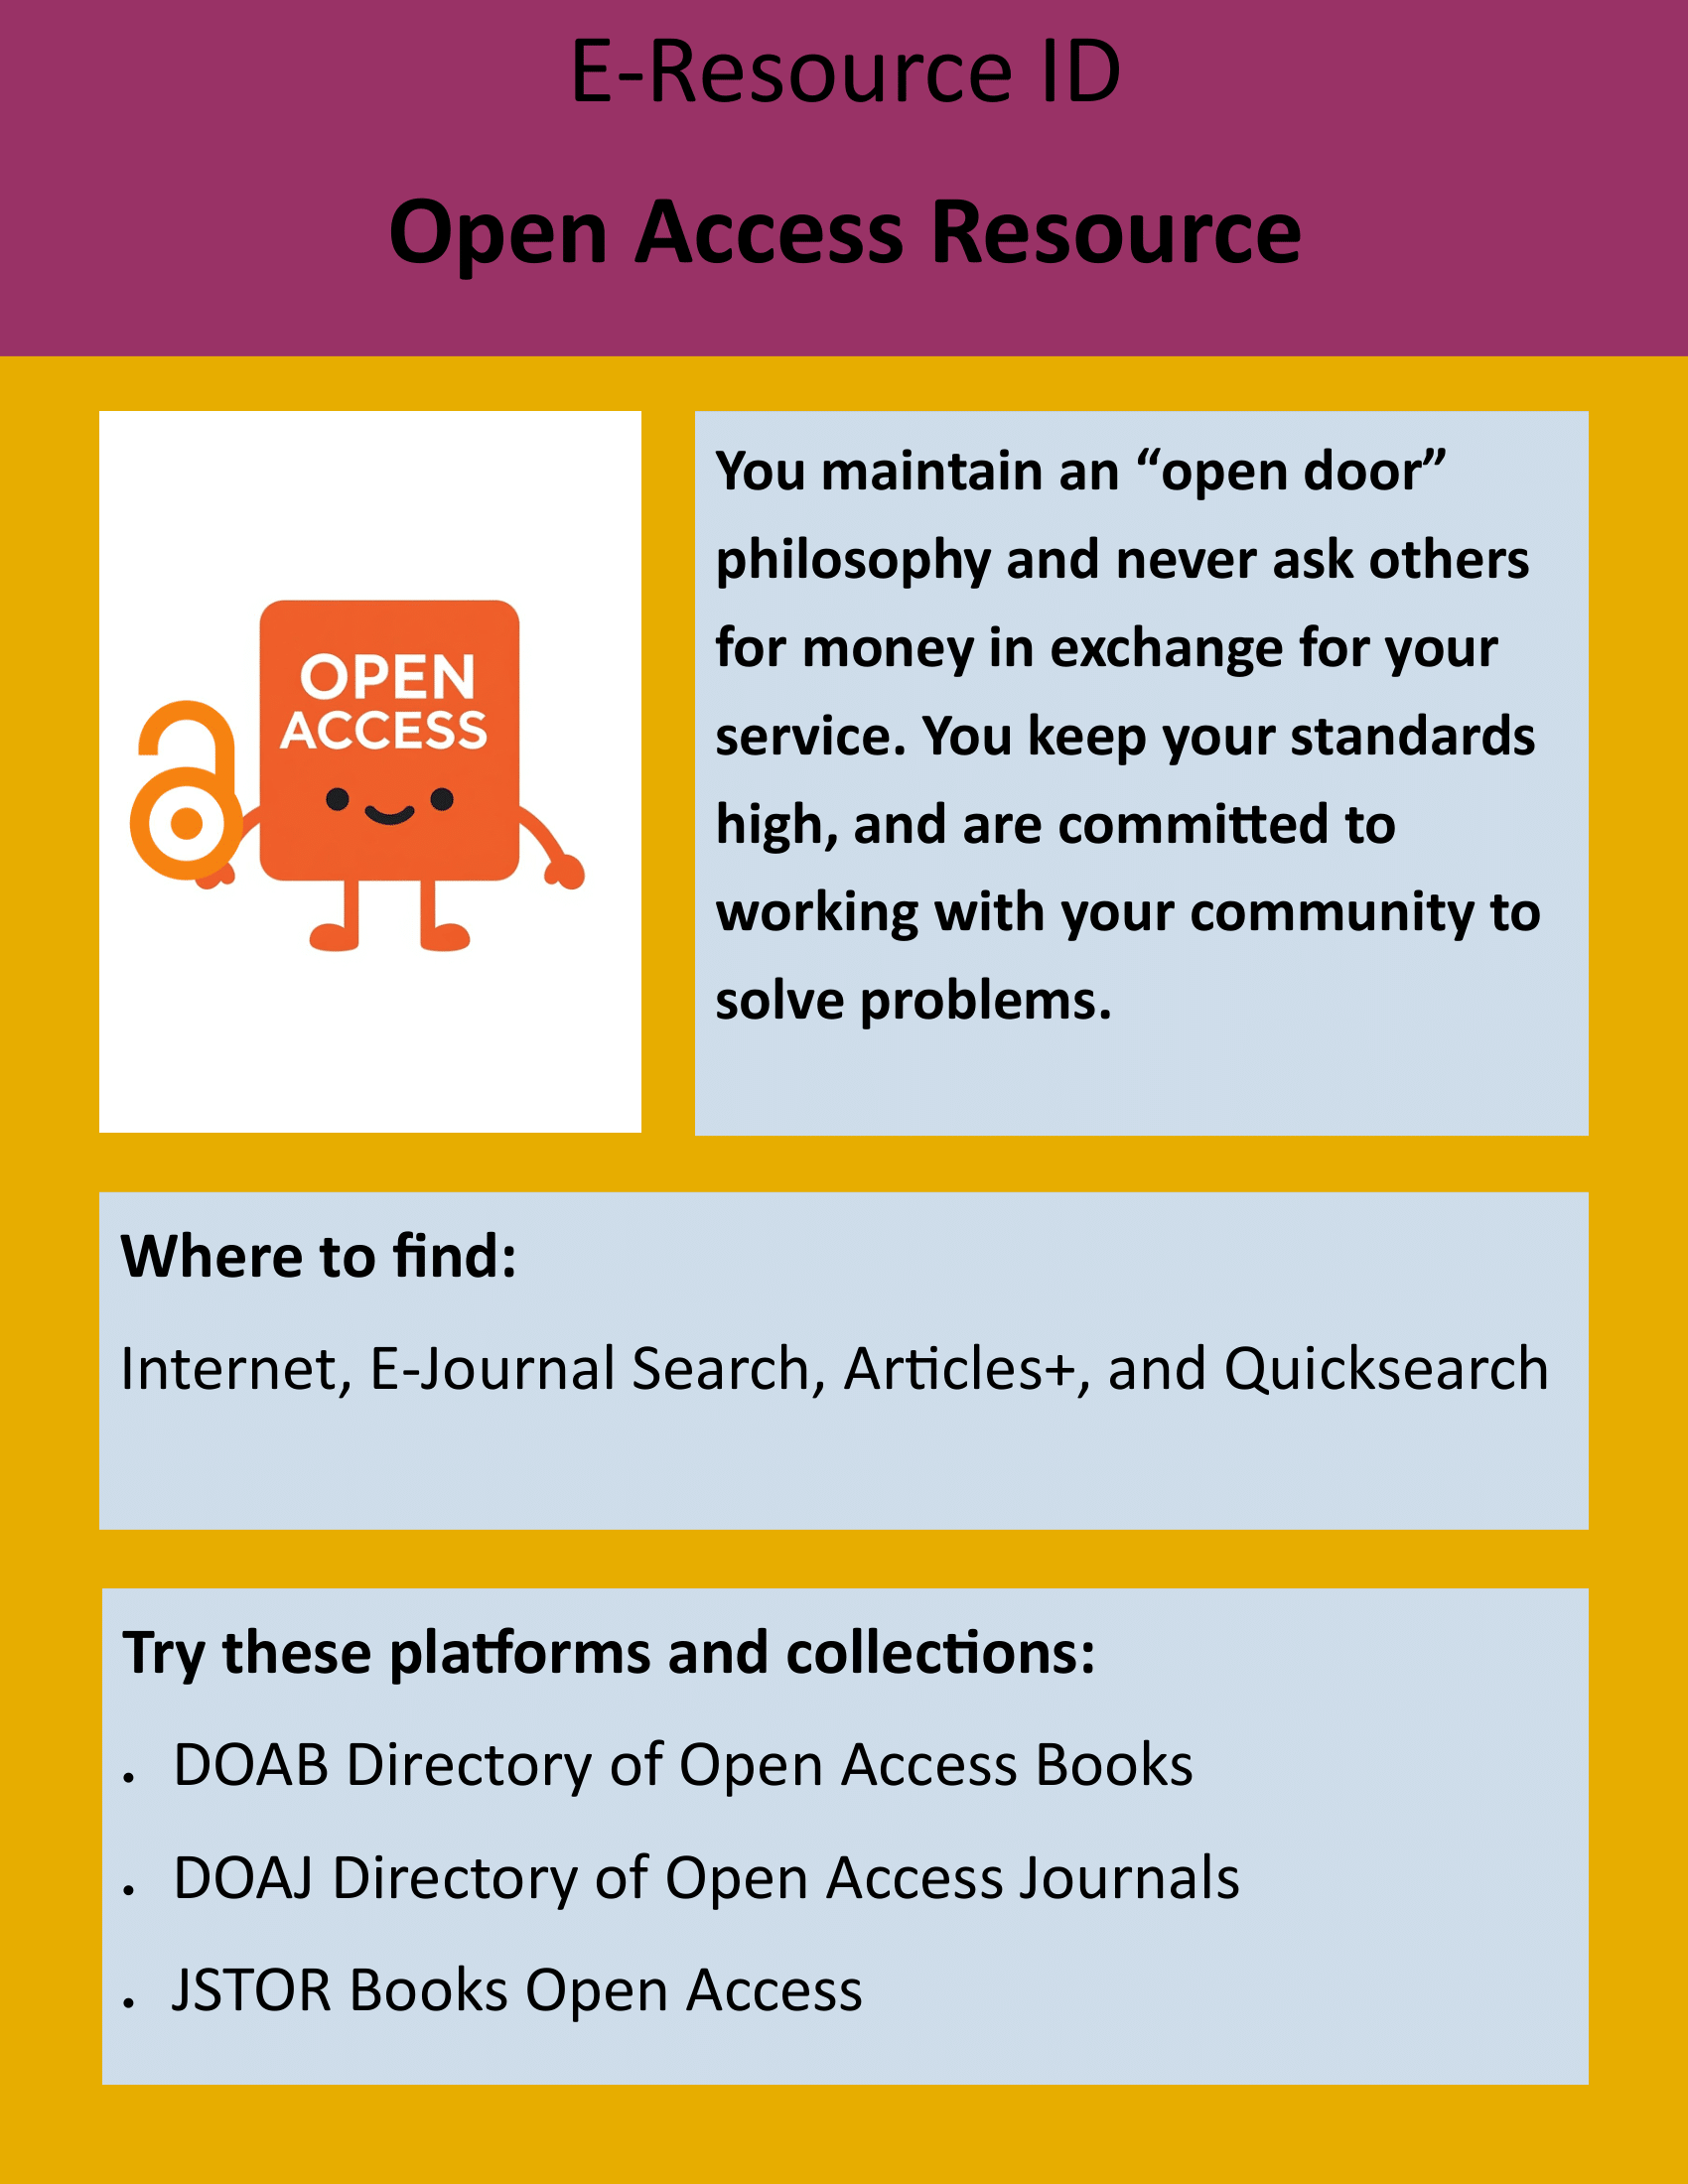 E-Resource ID
Open Access Resource
OPEN
ACCESS
You maintain an “open door”
philosophy and never ask others
for money in exchange for your
service. You keep your standards
high, and are committed to
working with your community to
solve problems.
Where to find:
Internet, E-Journal Search, Articles+, and Quicksearch
Try these platforms and collections:
• DOAB Directory of Open Access Books
• DOAJ Directory of Open Access Journals
• JSTOR Books Open Access